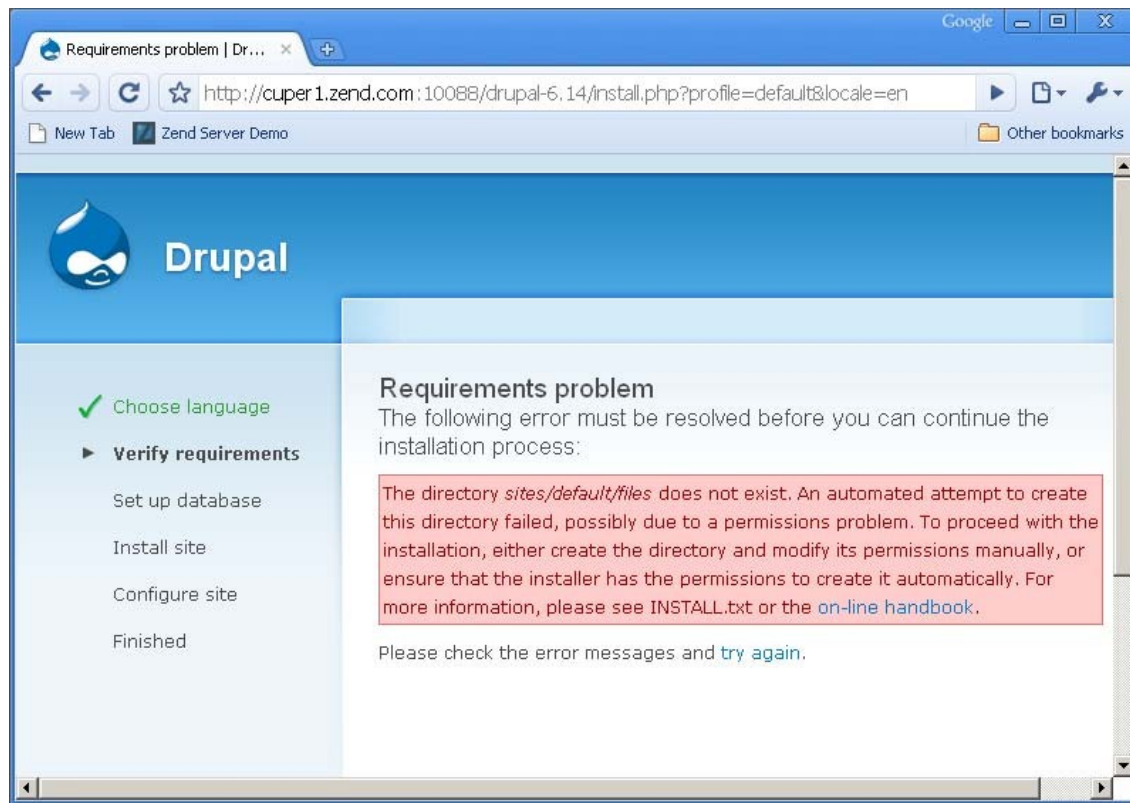 Google
Requirements problem | Dr...
http://cuper1.zend.com:10088/drupal-6.14/install.php?profile=default&locale=en
New Tab
Zend Server Demo
Other bookmarks
Drupal
Choose language
Verify requirements
Set up database
Install site
Configure site
Finished
Requirements problem
The following error must be resolved before you can continue the
installation process:
The directory sites/default/files does not exist. An automated attempt to create
this directory failed, possibly due to a permissions problem. To proceed with the
installation, either create the directory and modify its permissions manually, or
ensure that the installer has the permissions to create it automatically. For
more information, please see INSTALL.txt or the on-line handbook.
Please check the error messages and try again.